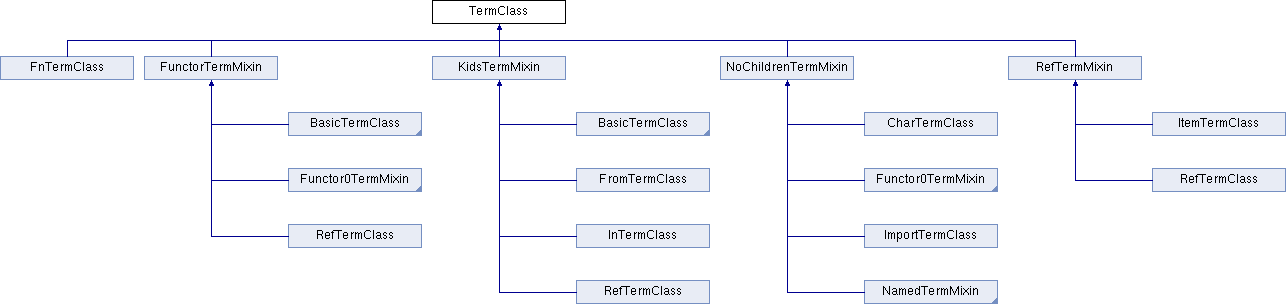 TermClass
FnTermClass
FunctorTermMixin
KidsTermMixin
NoChildrenTermMixin
RefTermMixin
BasicTermClass
BasicTermClass
CharTermClass
ItemTermClass
Functor0TermMixin
FromTermClass
Functor0TermMixin
RefTermClass
RefTermClass
InTermClass
ImportTermClass
RefTermClass
NamedTermMixin